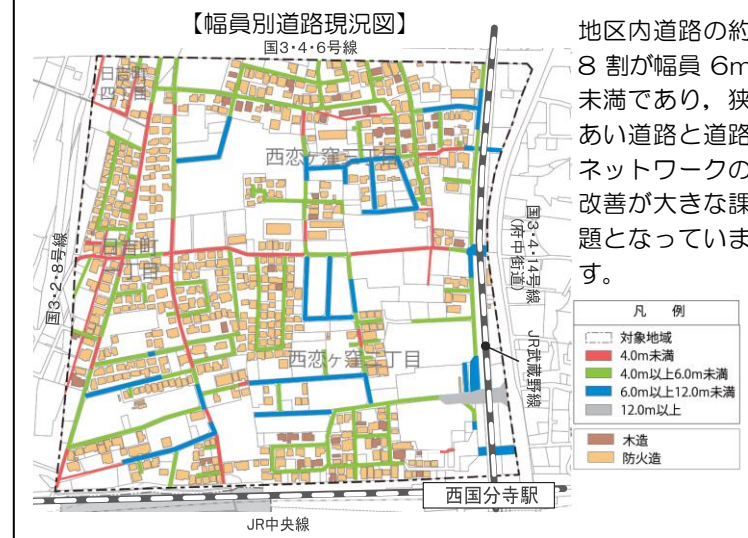 【幅員別道路現況図】
国3・4・6号線
地区内道路の約
8 割が幅員 6m
未満であり，狭
あい道路と道路
ネットワークの
改善が大きな課
題となっていま
す。
日吉町
四丁目
西恋ヶ窪三丁目
国3・4・14号線
(府中街道)
日吉町
一丁目
国3・2・8号線
JR武蔵野線
西恋ヶ窪二丁目
凡　例
対象地域
4.0m未満
4.0m以上6.0m未満
6.0m以上12.0m未満
12.0m以上
木造
防火造
西国分寺駅
JR中央線